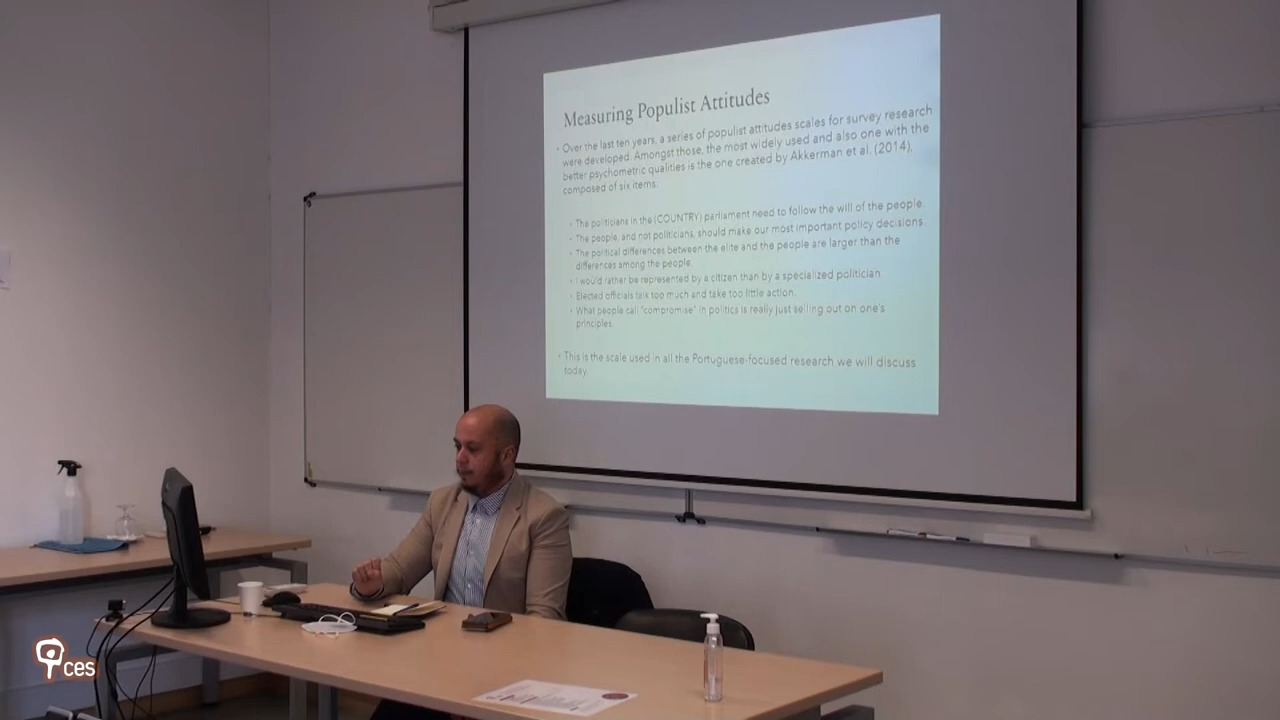 Measuring Populist Attitudes
• Over the last ten years, a series of populist attitudes scales for survey research
were developed. Amongst those, the most widely used and also one with the
better psychometric qualities is the one created by Akkerman et al. (2014),
composed of six items:
• The politicians in the (COUNTRY) parliament need to follow the will of the people.
• The people, and not politicians, should make our most important policy decisions.
• The political differences between the elite and the people are larger than the
differences among the people.
• I would rather be represented by a citizen than by a specialized politician.
• Elected officials talk too much and take too little action.
• What people call "compromise" in politics is really just selling out on one's
principles.
• This is the scale used in all the Portuguese-focused research we will discuss
today.
ces